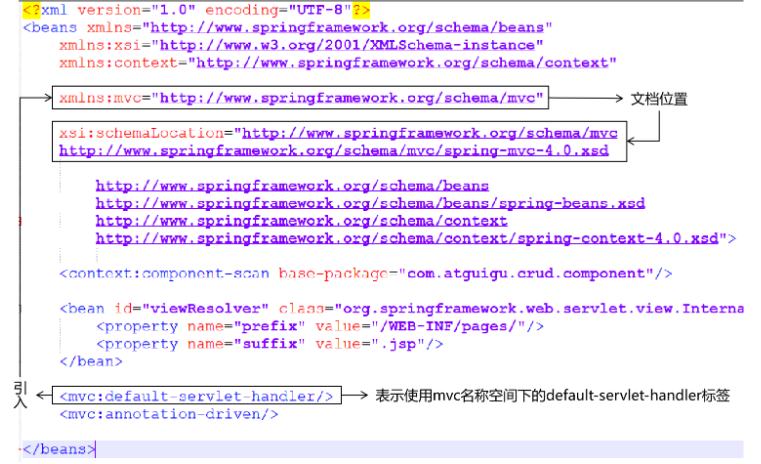 <?xml version="1.0" encoding="UTF-8"?>
<beans xmlns="http://www.springframework.org/schema/beans"
xmlns:xsi="http://www.w3.org/2001/XMLSchema-instance"
xmlns:context="http://www.springframework.org/schema/context"
xmlns:mvc="http://www.springframework.org/schema/mvc"
文档位置
xsi:schemaLocation="http://www.springframework.org/schema/mvc
http://www.springframework.org/schema/mvc/spring-mvc-4.0.xsd
http://www.springframework.org/schema/beans
http://www.springframework.org/schema/beans/spring-beans.xsd
http://www.springframework.org/schema/context
http://www.springframework.org/schema/context/spring-context-4.0.xsd">
<context:component-scan base-package="com.atguigu.crud.component"/>
<bean id="viewResolver" class="org.springframework.web.servlet.view.Interna
<property name="prefix" value="/WEB-INF/pages/"/>
<property name="suffix" value=".jsp"/>
</bean>
引入
<mvc:default-servlet-handler/>
表示使用mvc名称空间下的default-servlet-handler标签
<mvc:annotation-driven/>
</beans>